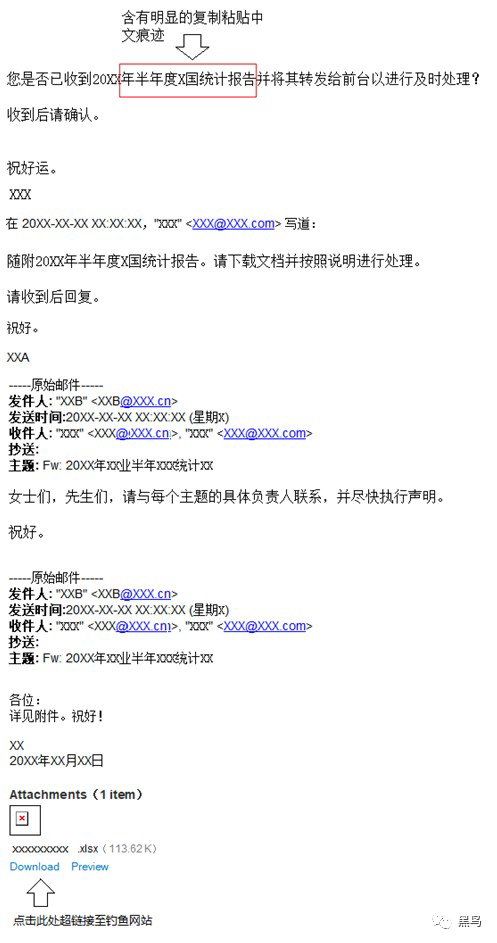 含有明显的复制粘贴中
文痕迹
您是否已收到20XX年半年度X国统计报告并将其转发给前台以进行及时处理?
收到后请确认。
祝好运。
XXX
在 20XX-XX-XX XX:XX:XX，"XXX" <XXX@XXX.com> 写道：
随附20XX年半年度X国统计报告。请下载文档并按照说明进行处理。
请收到后回复。
祝好。
XXA
-----原始邮件-----
发件人: "XXB" <XXB@XXX.cn>
发送时间:20XX-XX-XX XX:XX:XX (星期X)
收件人: "XXX" <XXX@XXX.cn>, "XXX" <XXX@XXX.com>
抄送:
主题: Fw: 20XX年XX业半年XXX统计XX
女士们，先生们，请与每个主题的具体负责人联系，并尽快执行声明。
祝好。
-----原始邮件-----
发件人: "XXB" <XXB@XXX.cn>
发送时间:20XX-XX-XX XX:XX:XX (星期X)
收件人: "XXX" <XXX@XXX.cn>, "XXX" <XXX@XXX.com>
抄送:
主题: Fw: 20XX年XX业半年XXX统计XX
各位：
详见附件。祝好！
XX
20XX年XX月XX日
Attachments（1 item）
xxxxxxxxx .xlsx（113.62 K）
Download Preview
点击此处超链接至钓鱼网站
黑鸟